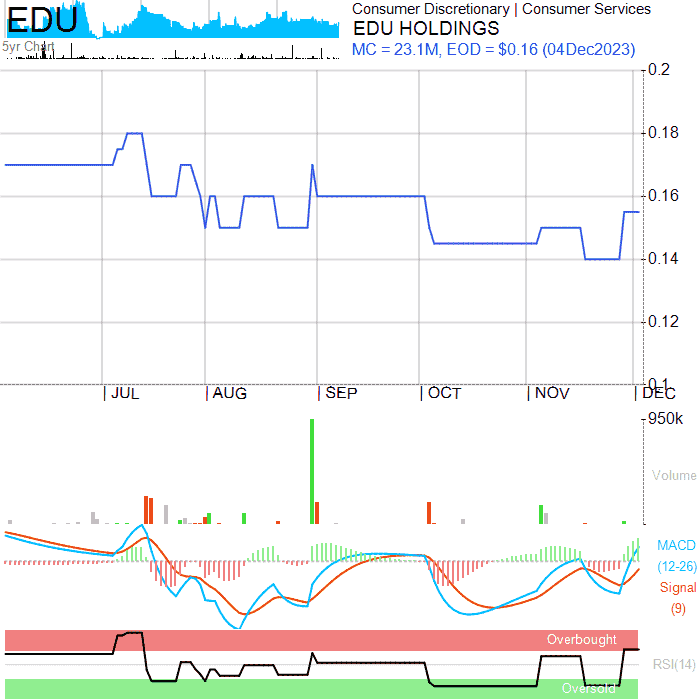 EDU
5yr Chart
Consumer Discretionary | Consumer Services
EDU HOLDINGS
MC = 23.1M, EOD = $0.16 (04Dec2023)
0.2
0.18
0.16
0.14
0.12
0.1
JUL AUG SEP OCT NOV DEC
950k
Volume
MACD
(12-26)
Signal
(9)
Overbought
RSI(14)
Oversold